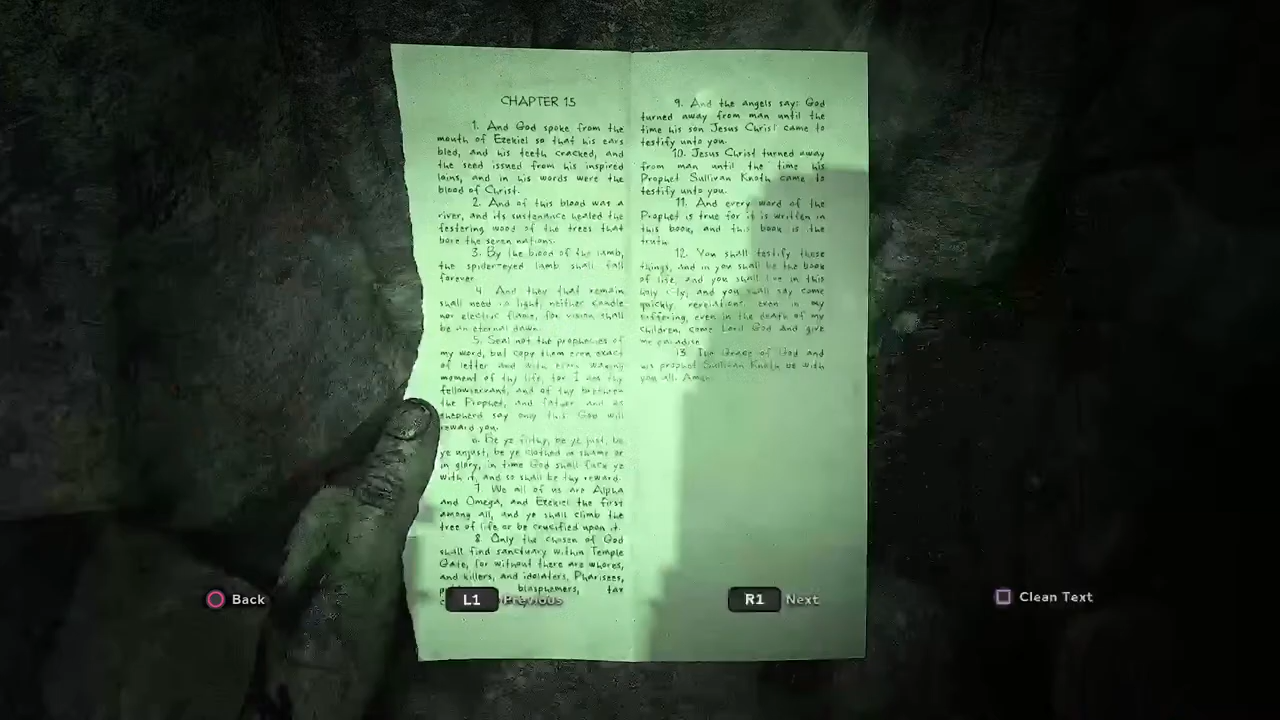 CHAPTER 15
1. And God spoke from the
mouth of Ezekiel so that his ears
bled, and his teeth cracked, and
the seed issued from his inspired
loins, and in his words were the
blood of Christ.
2. And of this blood was a
river, and its sustenance healed the
festering wood of the trees that
bore the seven nations.
3. By the blood of the lamb,
the spider-eyed lamb shall fall
forever.
4. And they that remain
shall need no light, neither candle
nor electric flame, for vision shall
be an eternal dawn.
5. Seal not the prophecies of
my word, but copy them even exact
of letter and with every waking
moment of thy life, for I am thy
fellowservant, and of thy brethren
the Prophet, and father and as
shepherd say only this God will
reward you.
6. Be ye filthy, be ye just, be
ye unjust, be ye clothed in shame or
in glory, in time God shall fuck ye
with it, and so shall be thy reward.
7. We all of us are Alpha
and Omega, and Ezekiel the first
among all, and ye shall climb the
tree of life or be crucified upon it.
8. Only the chosen of God
shall find sanctuary within Temple
Gate, for without there are whores,
and killers, and idolaters, Pharisees,
blasphemers, tax
9. And the angels say: God
turned away from man until the
time his son Jesus Christ came to
testify unto you.
10. Jesus Christ turned away
from man until the time his
Prophet Sullivan Knoth came to
testify unto you.
11. And every word of the
Prophet is true for it is written in
this book, and this book is the
truth.
12. You shall testify these
things, and in you shall be the book
of life, and you shall live in this
holy city, and you shall say come
quickly, revelations, even in my
suffering, even in the death of my
children, come Lord God and give
me paradise.
13. The Grace of God and
his prophet Sullivan Knoth be with
you all. Amen.
Back
L1 Previous
R1 Next
Clean Text